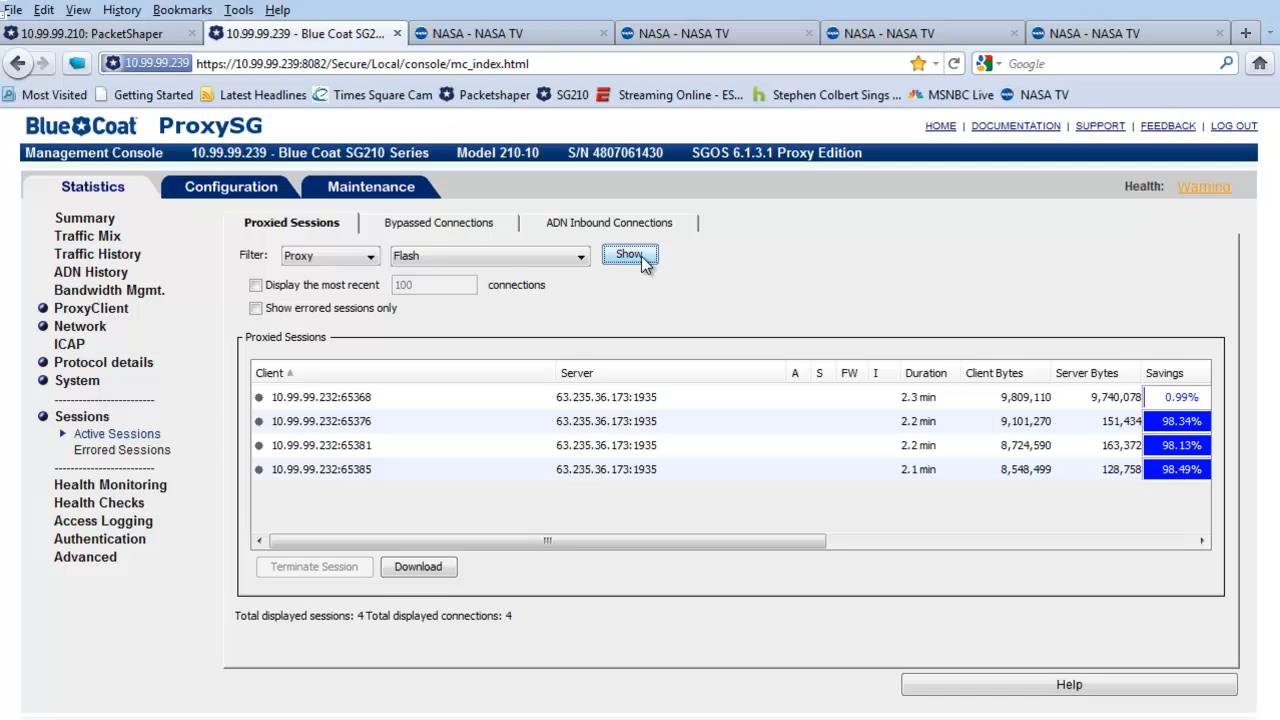 File Edit View History Bookmarks Tools Help
10.99.99.210: PacketShaper × 10.99.99.239 - Blue Coat SG2... × NASA - NASA TV × NASA - NASA TV × NASA - NASA TV × NASA - NASA TV × +
10.99.99.239 https://10.99.99.239:8082/Secure/Local/console/mc_index.html Google
Most Visited Getting Started Latest Headlines Times Square Cam Packetshaper SG210 Streaming Online - ES... Stephen Colbert Sings ... MSNBC Live NASA TV
Blue Coat ProxySG
HOME | DOCUMENTATION | SUPPORT | FEEDBACK | LOG OUT
Management Console 10.99.99.239 - Blue Coat SG210 Series Model 210-10 S/N 4807061430 SGOS 6.1.3.1 Proxy Edition
Statistics Configuration Maintenance Health: Warning
Summary
Traffic Mix
Traffic History
ADN History
Bandwidth Mgmt.
ProxyClient
Network
ICAP
Protocol details
System
Sessions
Active Sessions
Errored Sessions
Health Monitoring
Health Checks
Access Logging
Authentication
Advanced
Proxied Sessions | Bypassed Connections | ADN Inbound Connections |
Filter: Proxy Flash Show
Display the most recent 100 connections
Show errored sessions only
Proxied Sessions
Client Server A S FW I Duration Client Bytes Server Bytes Savings
10.99.99.232:65368 63.235.36.173:1935 2.3 min 9,809,110 9,740,078 0.99%
10.99.99.232:65376 63.235.36.173:1935 2.2 min 9,101,270 151,434 98.34%
10.99.99.232:65381 63.235.36.173:1935 2.2 min 8,724,590 163,372 98.13%
10.99.99.232:65385 63.235.36.173:1935 2.1 min 8,548,499 128,758 98.49%
Terminate Session Download
Total displayed sessions: 4 Total displayed connections: 4
Help